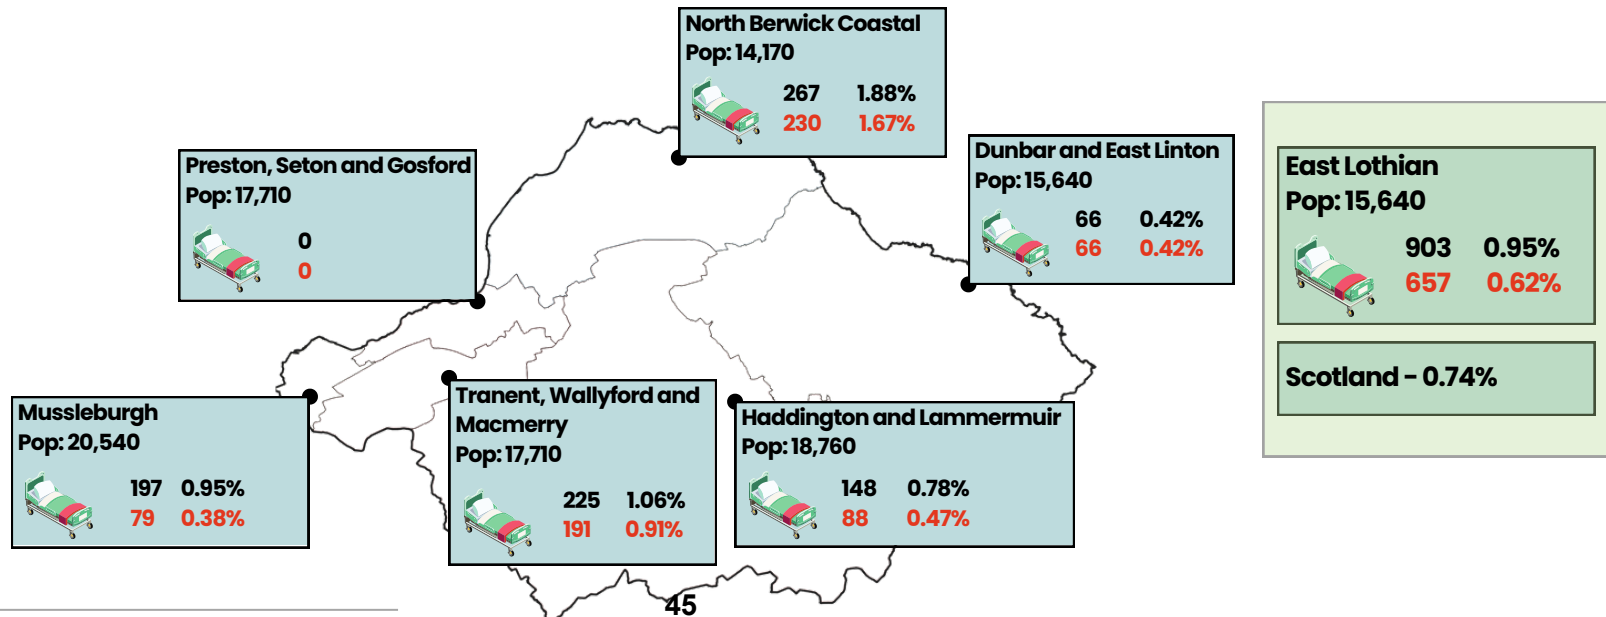 North Berwick Coastal
Pop: 14,170
267 1.88%
230 1.67%
Preston, Seton and Gosford
Pop: 17,710
0
0
Dunbar and East Linton
Pop: 15,640
66 0.42%
66 0.42%
East Lothian
Pop: 15,640
903 0.95%
657 0.62%
Scotland - 0.74%
Mussleburgh
Pop: 20,540
197 0.95%
79 0.38%
Tranent, Wallyford and
Macmerry
Pop: 17,710
225 1.06%
191 0.91%
Haddington and Lammermuir
Pop: 18,760
148 0.78%
88 0.47%
45